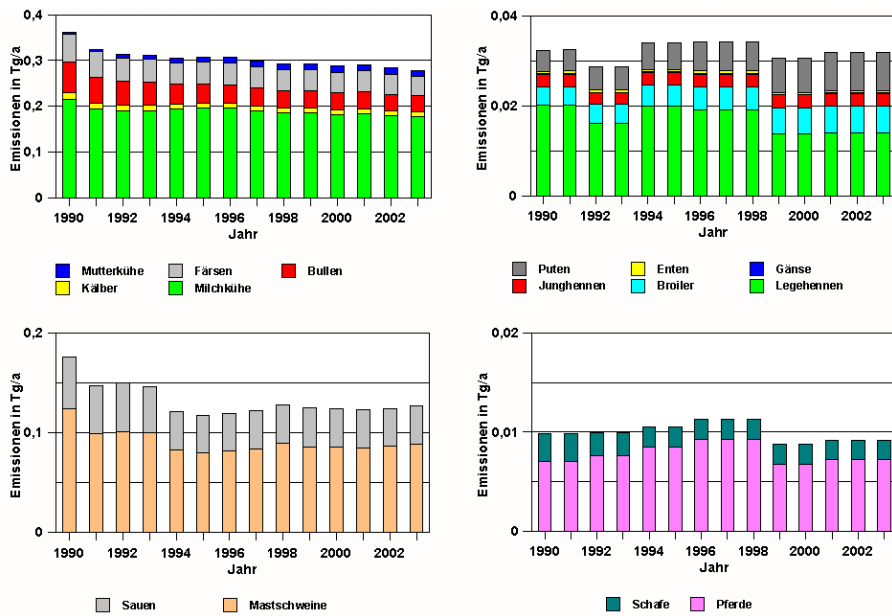 Emissionen in Tg/a
0,4
0,3
0,2
0,1
0
1990 1992 1994 1996 1998 2000 2002
Jahr
Mutterkühe Färsen Bullen
Kälber Milchkühe
Emissionen in Tg/a
0,04
0,02
0
1990 1992 1994 1996 1998 2000 2002
Jahr
Puten Enten Gänse
Junghennen Broiler Legehennen
Emissionen in Tg/a
0,2
0,1
0
1990 1992 1994 1996 1998 2000 2002
Jahr
Sauen Mastschweine
Emissionen in Tg/a
0,02
0,01
0
1990 1992 1994 1996 1998 2000 2002
Jahr
Schafe Pferde